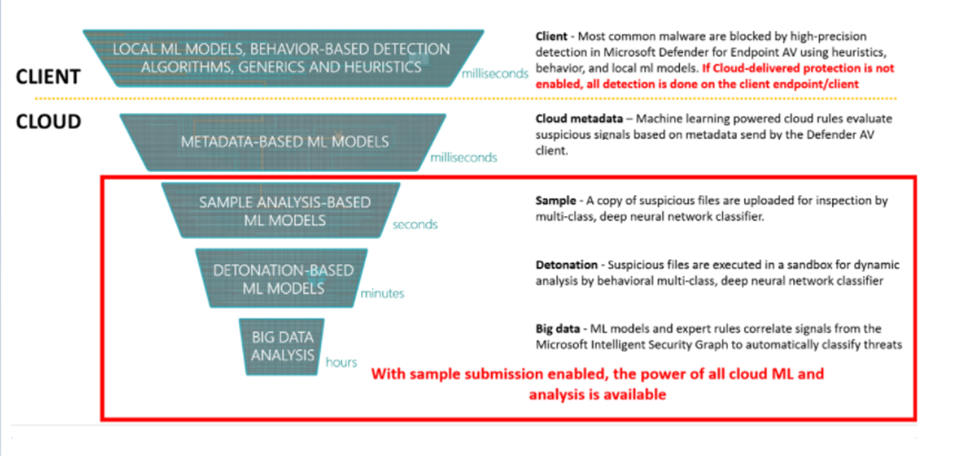 LOCAL ML MODELS, BEHAVIOR-BASED DETECTION
ALGORITHMS, GENERICS AND HEURISTICS
milliseconds
CLIENT
Client - Most common malware are blocked by high-precision
detection in Microsoft Defender for Endpoint AV using heuristics,
behavior, and local ml models. If Cloud-delivered protection is not
enabled, all detection is done on the client endpoint/client
CLOUD
METADATA-BASED ML MODELS
milliseconds
Cloud metadata – Machine learning powered cloud rules evaluate
suspicious signals based on metadata send by the Defender AV
client.
SAMPLE ANALYSIS-BASED
ML MODELS
seconds
Sample - A copy of suspicious files are uploaded for inspection by
multi-class, deep neural network classifier.
DETONATION-BASED
ML MODELS
minutes
Detonation - Suspicious files are executed in a sandbox for dynamic
analysis by behavioral multi-class, deep neural network classifier
BIG DATA
ANALYSIS
hours
Big data - ML models and expert rules correlate signals from the
Microsoft Intelligent Security Graph to automatically classify threats
With sample submission enabled, the power of all cloud ML and
analysis is available